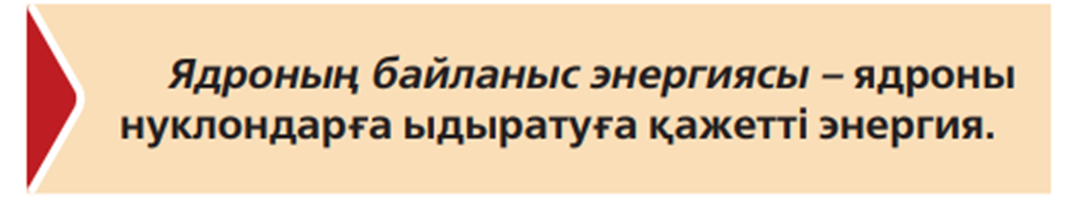 Ядроның байланыс энергиясы – ядроны
нуклондарға ыдыратуға қажетті энергия.